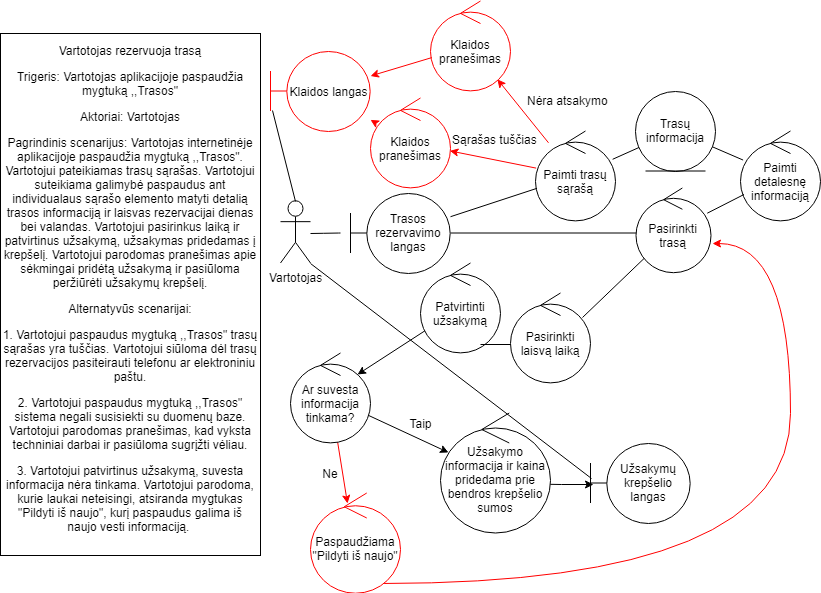 Vartotojas rezervuoja trasą
Trigeris: Vartotojas aplikacijoje paspaudžia
mygtuką ,,Trasos"
Aktoriai: Vartotojas
Pagrindinis scenarijus: Vartotojas internetinėje
aplikacijoje paspaudžia mygtuką ,,Trasos".
Vartotojui pateikiamas trasų sąrašas. Vartotojui
suteikiama galimybė paspaudus ant
individualaus sąrašo elemento matyti detalią
trasos informaciją ir laisvas rezervacijai dienas
bei valandas. Vartotojui pasirinkus laiką ir
patvirtinus užsakymą, užsakymas pridedamas į
krepšelį. Vartotojui parodomas pranešimas apie
sėkmingai pridėtą užsakymą ir pasiūloma
peržiūrėti užsakymų krepšelį.
Alternatyvūs scenarijai:
1. Vartotojui paspaudus mygtuką ,,Trasos" trasų
sąrašas yra tuščias. Vartotojui siūloma dėl trasų
rezervacijos pasiteirauti telefonu ar elektroniniu
paštu.
2. Vartotojui paspaudus mygtuką ,,Trasos"
sistema negali susisiekti su duomenų baze.
Vartotojui parodomas pranešimas, kad vyksta
techniniai darbai ir pasiūloma sugrįžti vėliau.
3. Vartotojui patvirtinus užsakymą, suvesta
informacija nėra tinkama. Vartotojui parodoma,
kurie laukai neteisingi, atsiranda mygtukas
"Pildyti iš naujo", kurį paspaudus galima iš
naujo vesti informaciją.
Klaidos langas
Klaidos
pranešimas
Klaidos
pranešimas
Nėra atsakymo
Sąrašas tuščias
Paimti trasų
sąrašą
Trasų
informacija
Paimti
detalesnę
informaciją
Trasos
rezervavimo
langas
Pasirinkti
trasą
Vartotojas
Patvirtinti
užsakymą
Pasirinkti
laisvą laiką
Ar suvesta
informacija
tinkama?
Taip
Ne
Užsakymo
informacija ir kaina
pridedama prie
bendros krepšelio
sumos
Užsakymų
krepšelio
langas
Paspaudžiama
"Pildyti iš naujo"